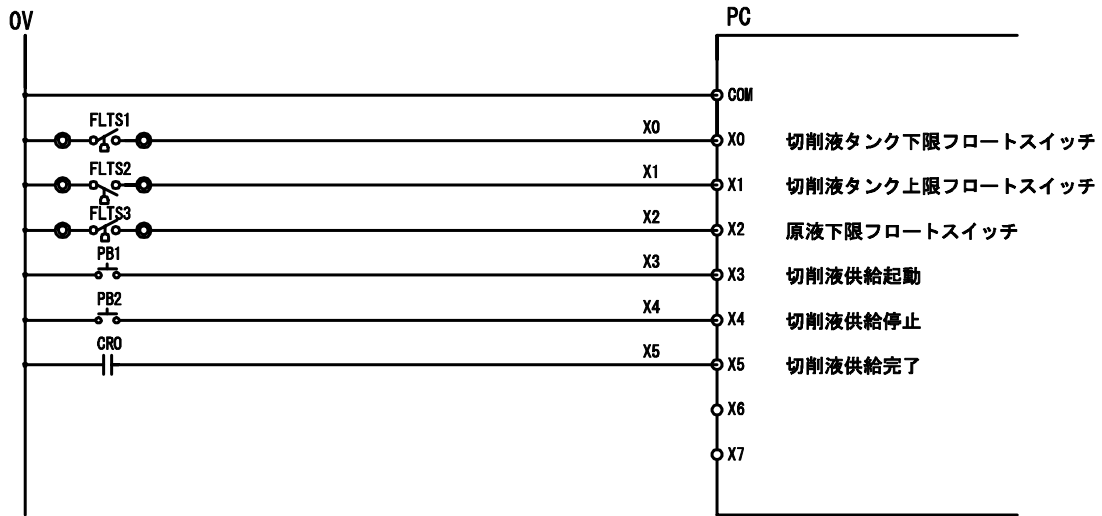 0V
PC
COM
FLTS1
X0
X0
切削液タンク下限フロートスイッチ
FLTS2
X1
X1
切削液タンク上限フロートスイッチ
FLTS3
X2
X2
原液下限フロートスイッチ
PB1
X3
X3
切削液供給起動
PB2
X4
X4
切削液供給停止
CR0
X5
X5
切削液供給完了
X6
X7